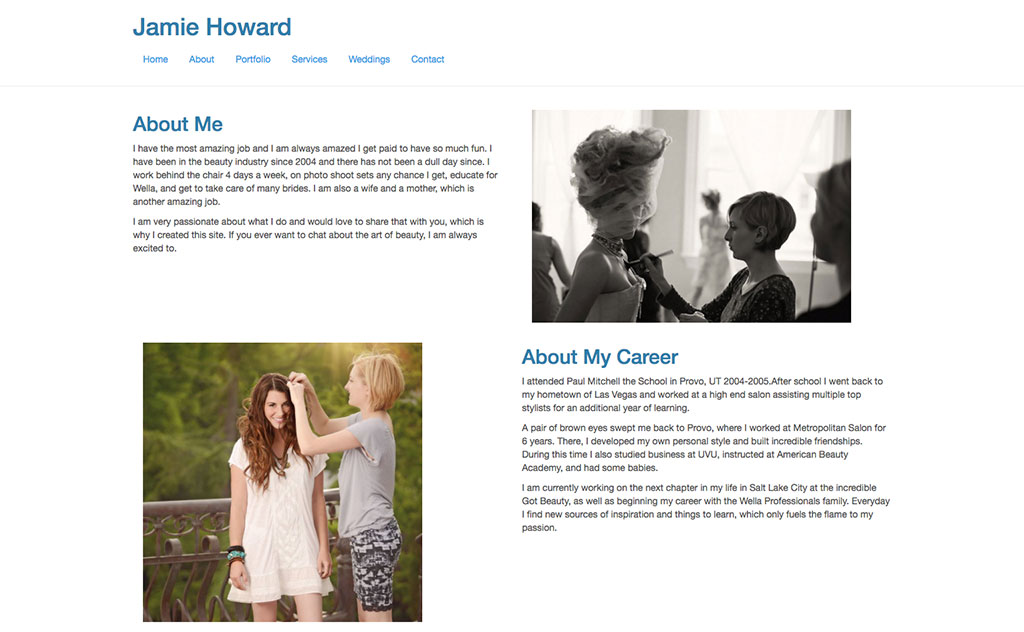 Jamie Howard
Home About Portfolio Services Weddings Contact
About Me
I have the most amazing job and I am always amazed I get paid to have so much fun. I
have been in the beauty industry since 2004 and there has not been a dull day since. I
work behind the chair 4 days a week, on photo shoot sets any chance I get, educate for
Wella, and get to take care of many brides. I am also a wife and a mother, which is
another amazing job.
I am very passionate about what I do and would love to share that with you, which is
why I created this site. If you ever want to chat about the art of beauty, I am always
excited to.
About My Career
I attended Paul Mitchell the School in Provo, UT 2004-2005.After school I went back to
my hometown of Las Vegas and worked at a high end salon assisting multiple top
stylists for an additional year of learning.
A pair of brown eyes swept me back to Provo, where I worked at Metropolitan Salon for
6 years. There, I developed my own personal style and built incredible friendships.
During this time I also studied business at UVU, instructed at American Beauty
Academy, and had some babies.
I am currently working on the next chapter in my life in Salt Lake City at the incredible
Got Beauty, as well as beginning my career with the Wella Professionals family. Everyday
I find new sources of inspiration and things to learn, which only fuels the flame to my
passion.